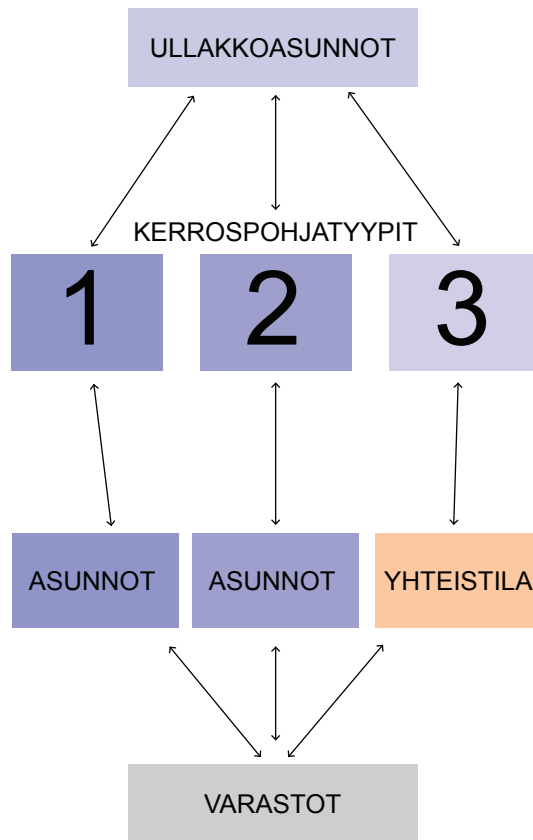 ULLAKKOASUNNOT
KERROSPOHJATYYPIT
1
2
3
ASUNNOT
ASUNNOT
YHTEISTILA
VARASTOT